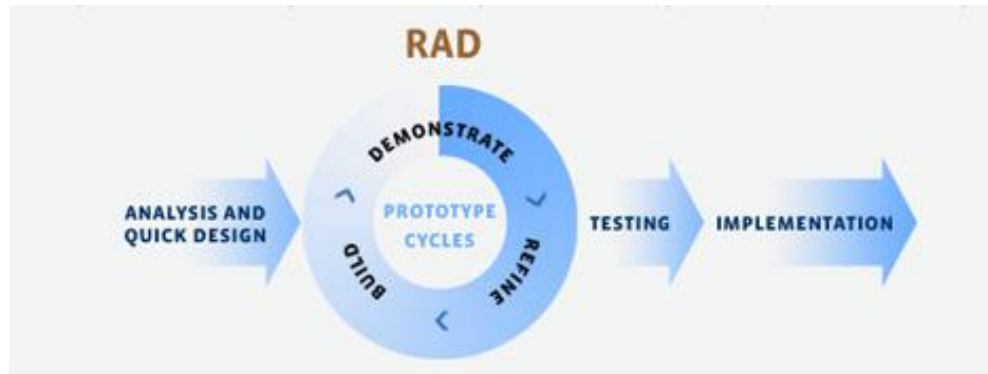 RAD
ANALYSIS AND
QUICK DESIGN
DEMONSTRATE
PROTOTYPE
CYCLES
BUILD
REFINE
TESTING
IMPLEMENTATION